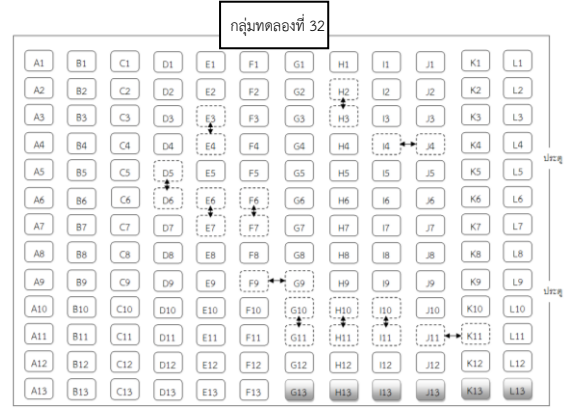 กลุ่มทดลองที่ 32
A1 B1 C1 D1 E1 F1 G1 H1 I1 J1 K1 L1
A2 B2 C2 D2 E2 F2 G2 H2 I2 J2 K2 L2
A3 B3 C3 D3 E3 F3 G3 H3 I3 J3 K3 L3
A4 B4 C4 D4 E4 F4 G4 H4 I4 J4 K4 L4
ประตู
A5 B5 C5 D5 E5 F5 G5 H5 I5 J5 K5 L5
A6 B6 C6 D6 E6 F6 G6 H6 I6 J6 K6 L6
A7 B7 C7 D7 E7 F7 G7 H7 I7 J7 K7 L7
A8 B8 C8 D8 E8 F8 G8 H8 I8 J8 K8 L8
A9 B9 C9 D9 E9 F9 G9 H9 I9 J9 K9 L9
ประตู
A10 B10 C10 D10 E10 F10 G10 H10 I10 J10 K10 L10
A11 B11 C11 D11 E11 F11 G11 H11 I11 J11 K11 L11
A12 B12 C12 D12 E12 F12 G12 H12 I12 J12 K12 L12
A13 B13 C13 D13 E13 F13 G13 H13 I13 J13 K13 L13